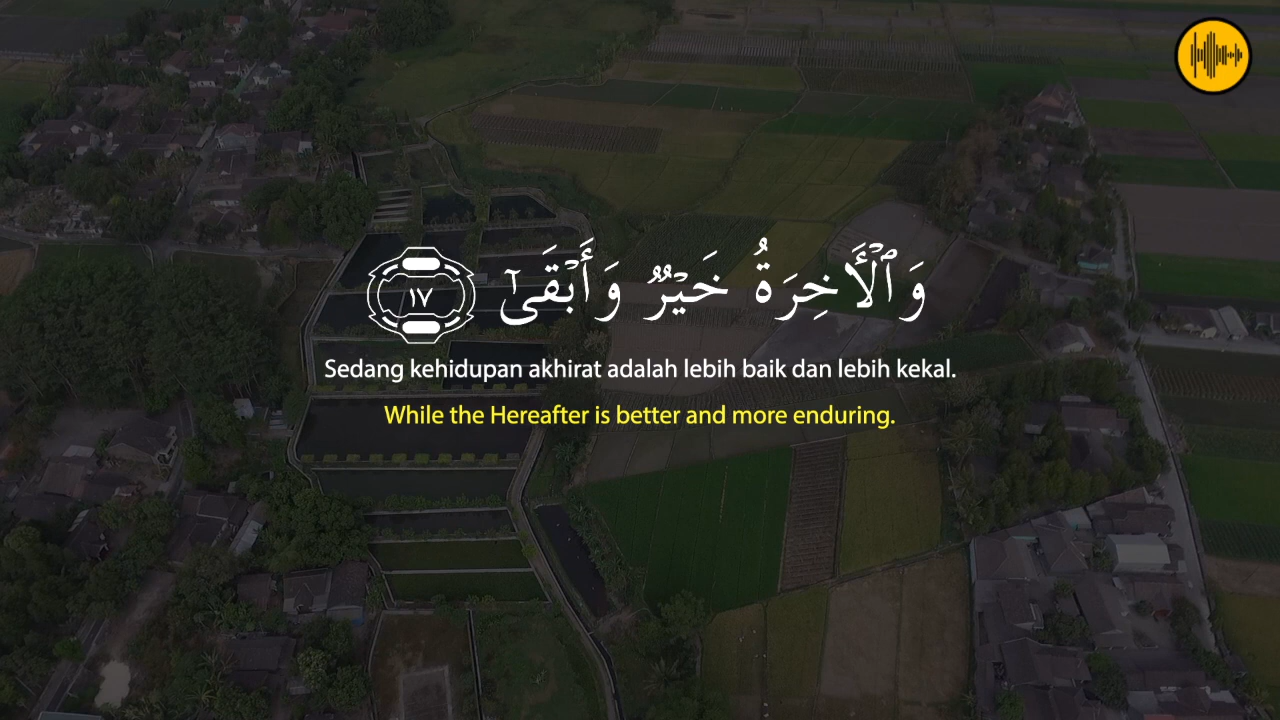 وَٱلْأَخِرَةُ خَيْرٌ وَأَبْقَىٰٓ ١٧
Sedang kehidupan akhirat adalah lebih baik dan lebih kekal.
While the Hereafter is better and more enduring.